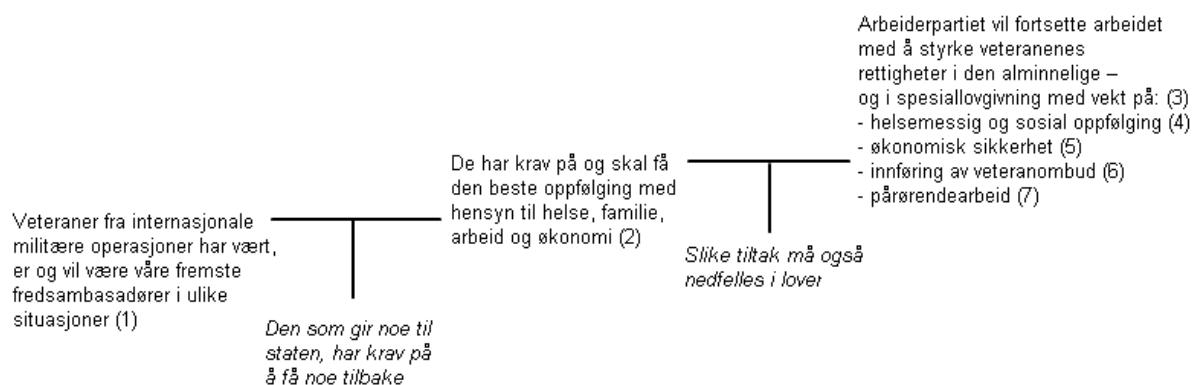 Veteraner fra internasjonale
militære operasjoner har vært,
er og vil være våre fremste
fredsambasadører i ulike
situasjoner (1)
Den som gir noe til
staten, har krav på
å få noe tilbake
De har krav på og skal få
den beste oppfølging med
hensyn til helse, familie,
arbeid og økonomi (2)
Slike tiltak må også
nedfelles i lover
Arbeiderpartiet vil fortsette arbeidet
med å styrke veteranenes
rettigheter i den alminnelige –
og i spesiallovgivning med vekt på: (3)
- helsemessig og sosial oppfølging (4)
- økonomisk sikkerhet (5)
- innføring av veteranombud (6)
- pårørendearbeid (7)